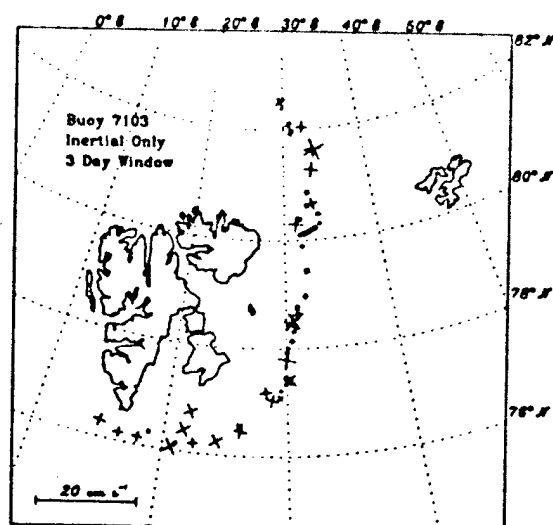 0° E 10° E 20° E 30° E 50° E
82° N
Buoy 7103
Inertial Only
3 Day Window
80° N
78° N
76° N
20 cm s⁻¹